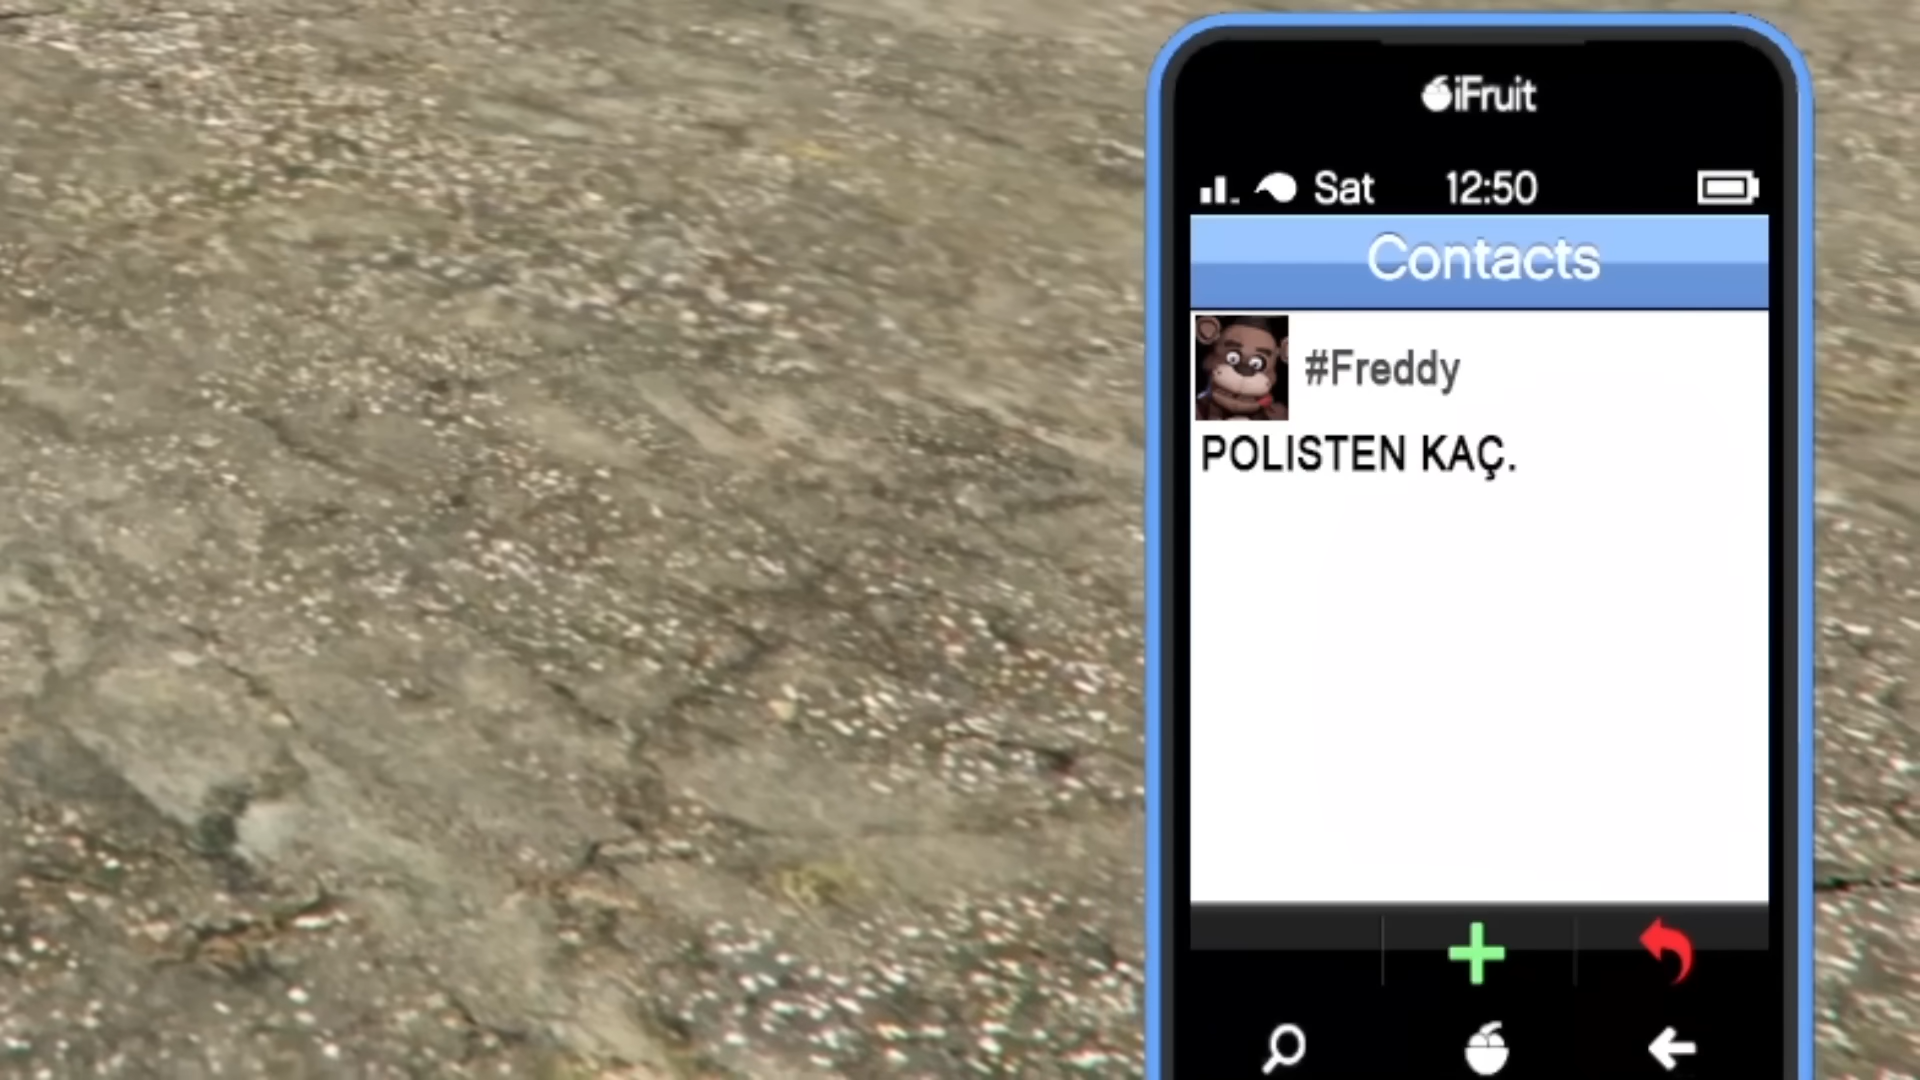 iFruit
Sat 12:50
Contacts
#Freddy
POLISTEN KAÇ.